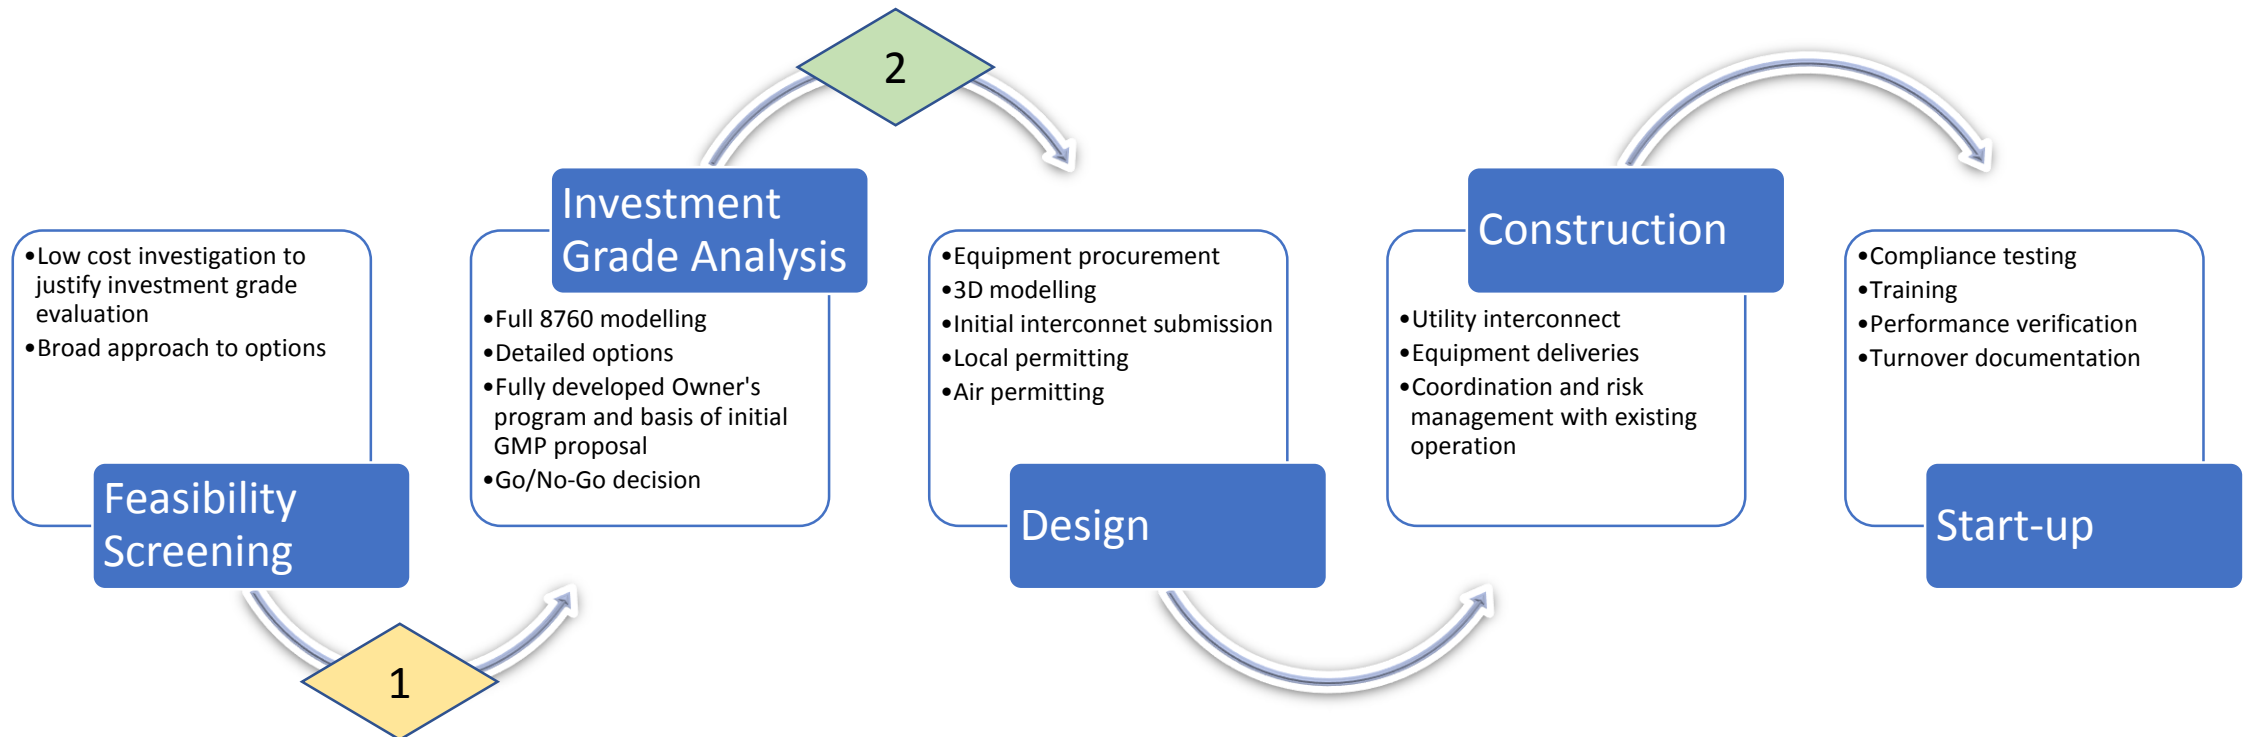 •Low cost investigation to
justify investment grade
evaluation
•Broad approach to options
Feasibility
Screening
1
Investment
Grade Analysis
•Full 8760 modelling
•Detailed options
•Fully developed Owner's
program and basis of initial
GMP proposal
•Go/No-Go decision
2
•Equipment procurement
•3D modelling
•Initial interconnet submission
•Local permitting
•Air permitting
Design
Construction
•Utility interconnect
•Equipment deliveries
•Coordination and risk
management with existing
operation
•Compliance testing
•Training
•Performance verification
•Turnover documentation
Start-up